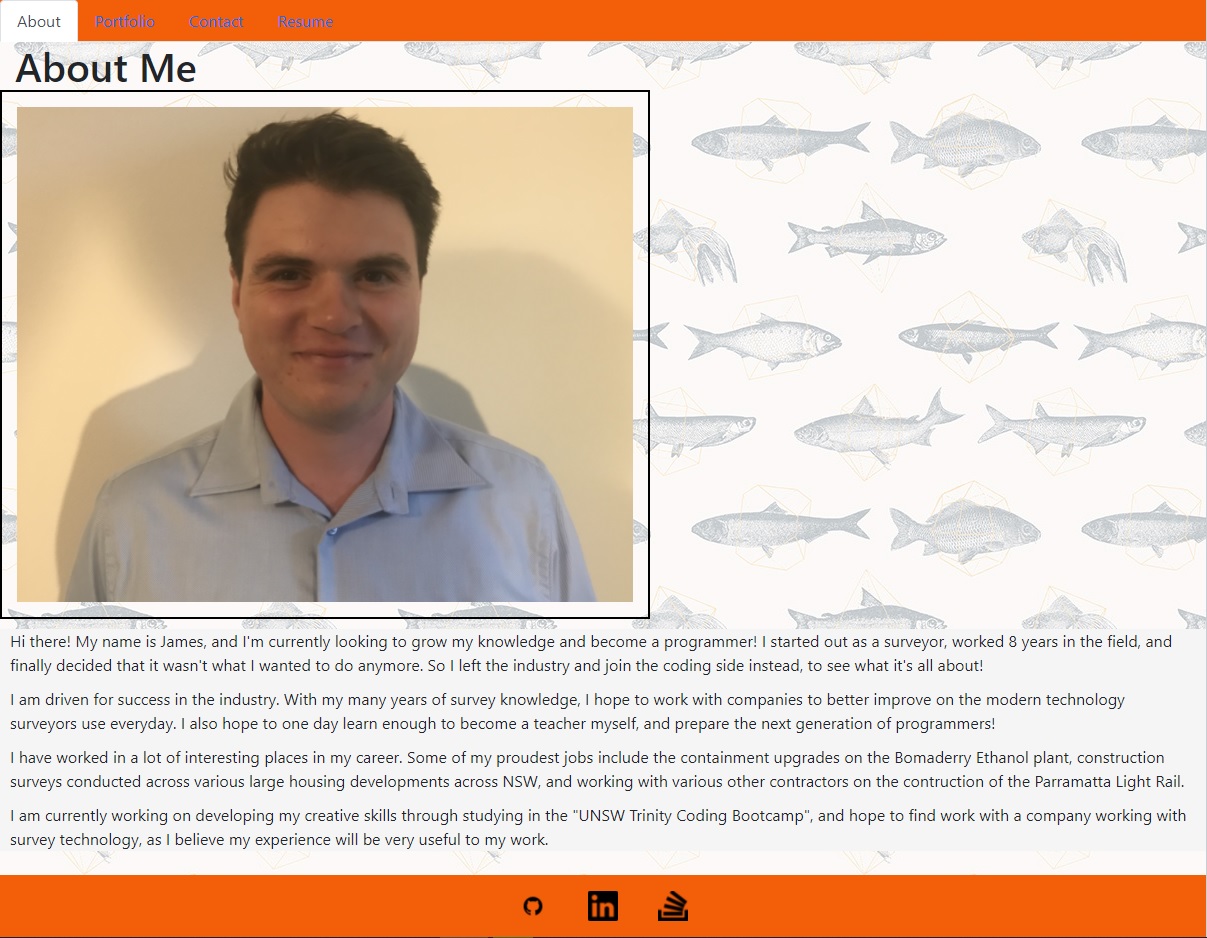 About Portfolio Contact Resume
About Me
Hi there! My name is James, and I'm currently looking to grow my knowledge and become a programmer! I started out as a surveyor, worked 8 years in the field, and
finally decided that it wasn't what I wanted to do anymore. So I left the industry and join the coding side instead, to see what it's all about!
I am driven for success in the industry. With my many years of survey knowledge, I hope to work with companies to better improve on the modern technology
surveyors use everyday. I also hope to one day learn enough to become a teacher myself, and prepare the next generation of programmers!
I have worked in a lot of interesting places in my career. Some of my proudest jobs include the containment upgrades on the Bomaderry Ethanol plant, construction
surveys conducted across various large housing developments across NSW, and working with various other contractors on the contruction of the Parramatta Light Rail.
I am currently working on developing my creative skills through studying in the "UNSW Trinity Coding Bootcamp", and hope to find work with a company working with
survey technology, as I believe my experience will be very useful to my work.
in